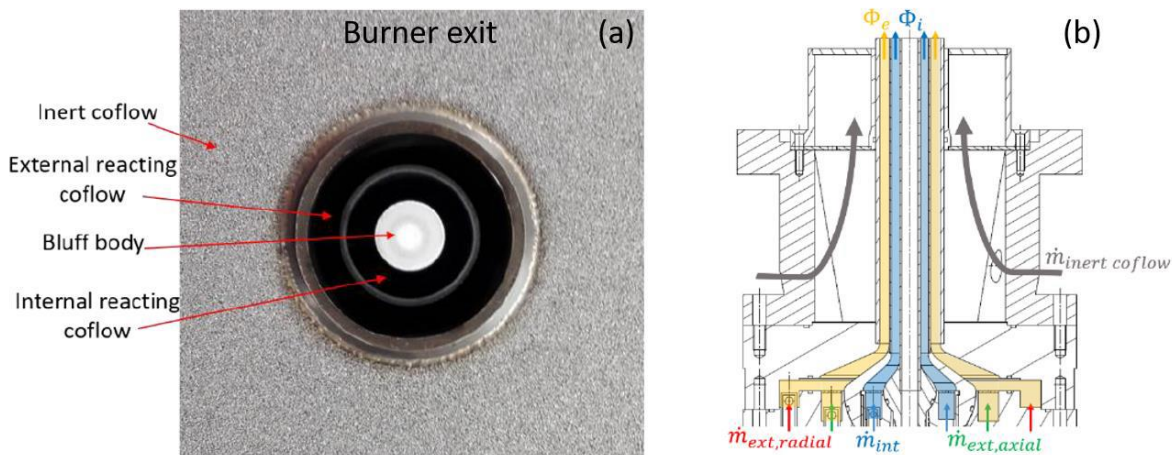 Burner exit
(a)
Inert coflow
External reacting
coflow
Bluff body
Internal reacting
coflow
Φe Φi
(b)
ṁinert coflow
ṁext,radial
ṁint
ṁext,axial